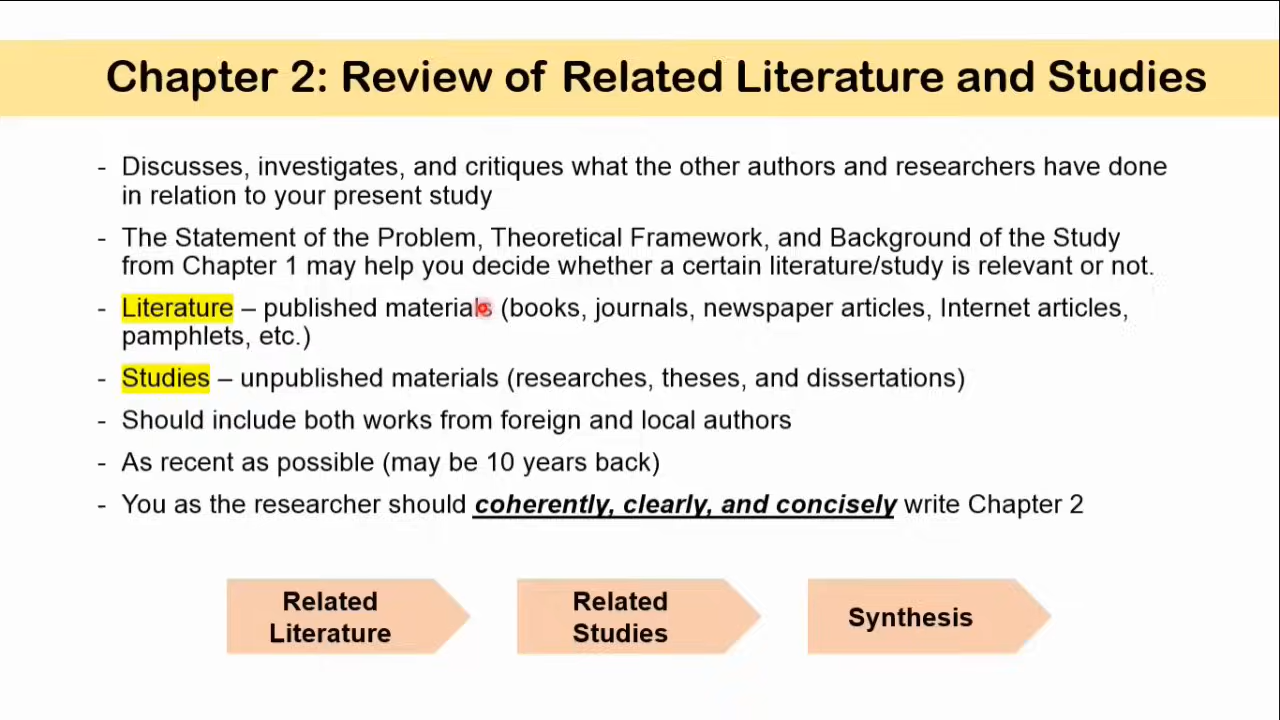 Chapter 2: Review of Related Literature and Studies
- Discusses, investigates, and critiques what the other authors and researchers have done
in relation to your present study
- The Statement of the Problem, Theoretical Framework, and Background of the Study
from Chapter 1 may help you decide whether a certain literature/study is relevant or not.
- Literature – published materials (books, journals, newspaper articles, Internet articles,
pamphlets, etc.)
- Studies – unpublished materials (researches, theses, and dissertations)
- Should include both works from foreign and local authors
- As recent as possible (may be 10 years back)
- You as the researcher should coherently, clearly, and concisely write Chapter 2
Related
Literature
Related
Studies
Synthesis